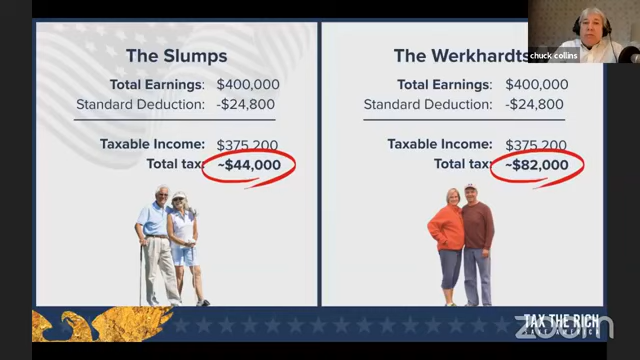 The Slumps
Total Earnings: $400,000
Standard Deduction: -$24,800
Taxable Income: $375,200
Total tax: ~$44,000
The Werkhardts
Total Earnings: $400,000
Standard Deduction: -$24,800
Taxable Income: $375,200
Total tax: ~$82,000
chuck collins
TAX THE RICH
SAVE AMERICA
zoom